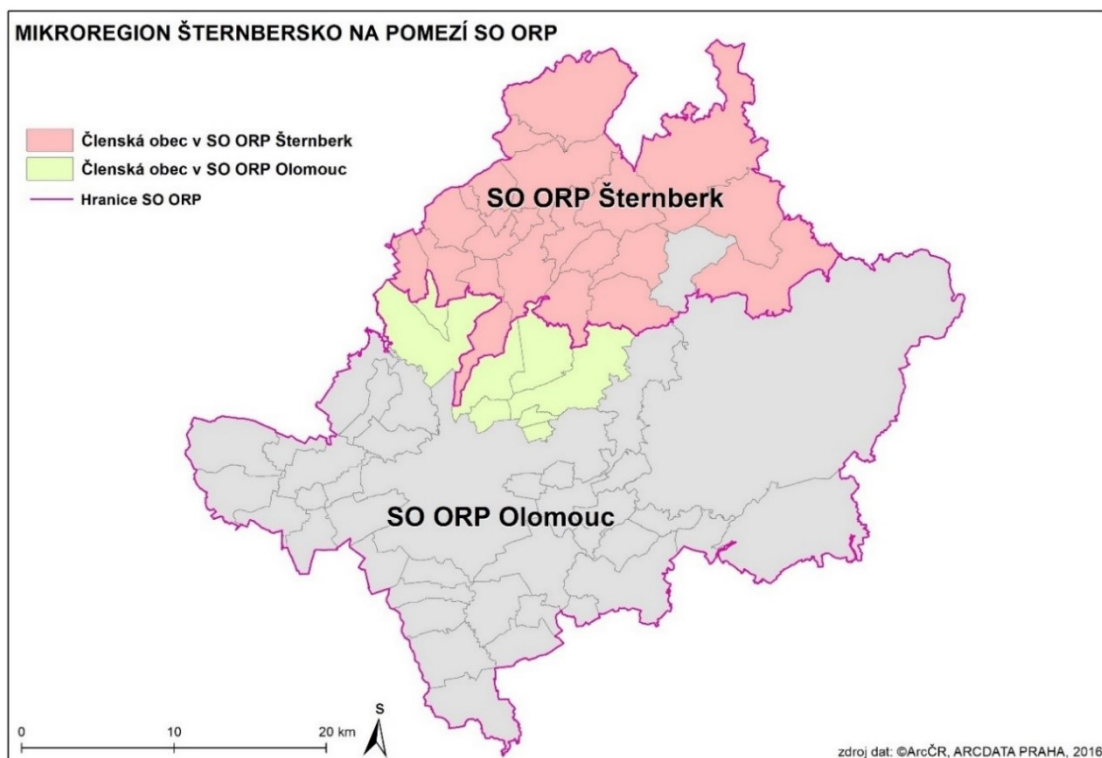 MIKROREGION ŠTERNBERSKO NA POMEZÍ SO ORP
Členská obec v SO ORP Šternberk
Členská obec v SO ORP Olomouc
Hranice SO ORP
SO ORP Šternberk
SO ORP Olomouc
0 10 20 km
S
zdroj dat: ©ArcČR, ARCDATA PRAHA, 2016